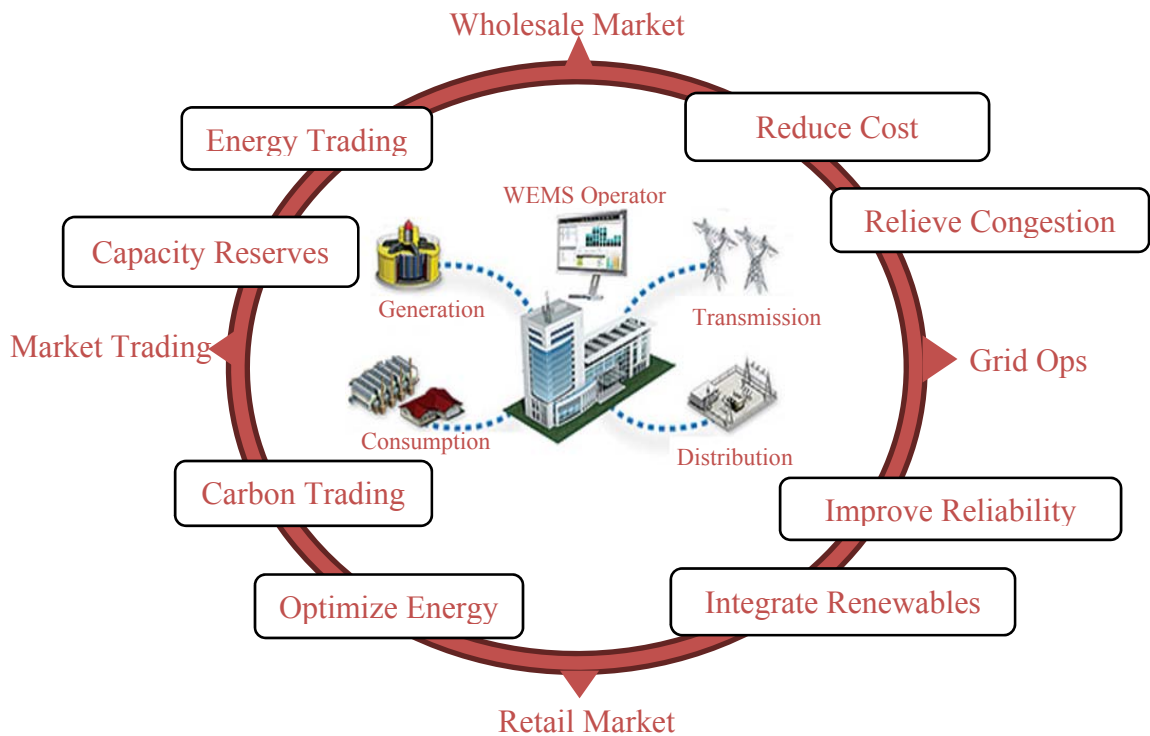 Wholesale Market
Energy Trading
Reduce Cost
WEMS Operator
Capacity Reserves
Relieve Congestion
Generation
Transmission
Market Trading
Grid Ops
Consumption
Distribution
Carbon Trading
Improve Reliability
Optimize Energy
Integrate Renewables
Retail Market